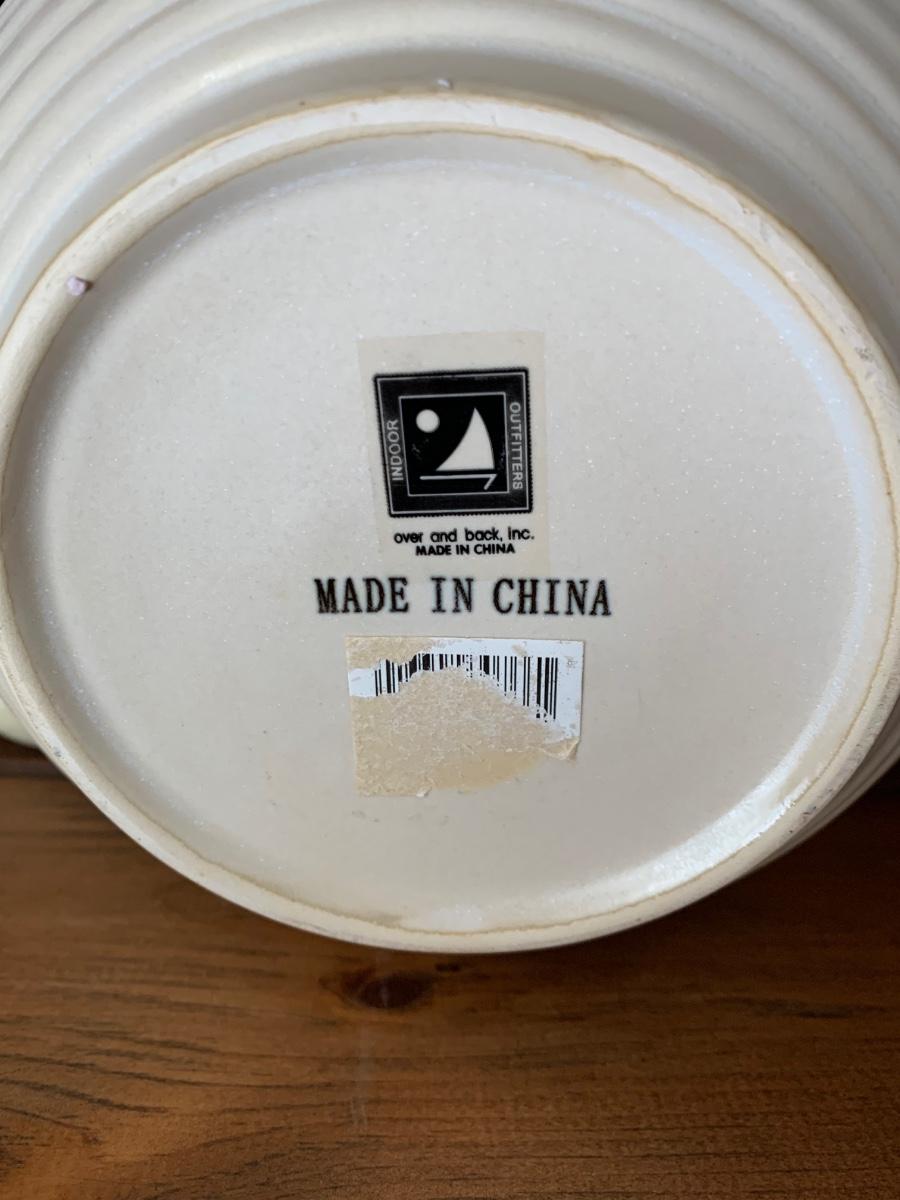 INDOOR
OUTFITTERS
over and back, inc.
MADE IN CHINA
MADE IN CHINA